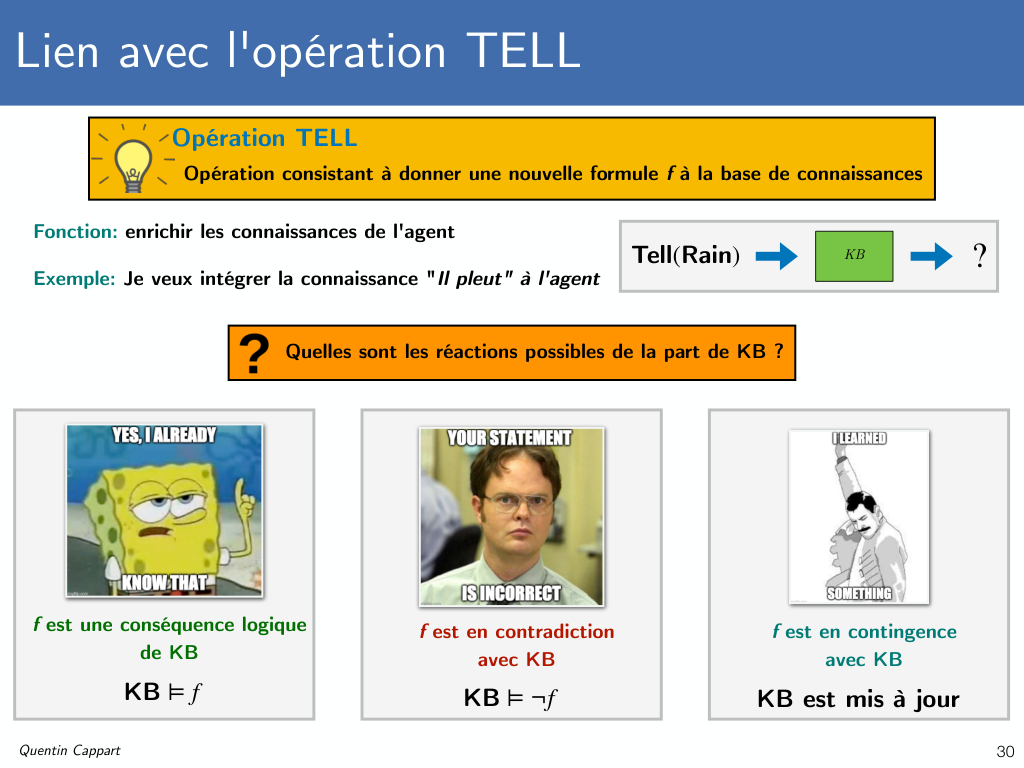 Lien avec l'opération TELL
Opération TELL
Opération consistant à donner une nouvelle formule f à la base de connaissances
Fonction: enrichir les connaissances de l'agent
Exemple: Je veux intégrer la connaissance "Il pleut" à l'agent
Tell(Rain)
KB
?
? Quelles sont les réactions possibles de la part de KB ?
YES, I ALREADY
KNOW THAT
f est une conséquence logique
de KB
KB ⊨ f
YOUR STATEMENT
IS INCORRECT
f est en contradiction
avec KB
KB ⊨ ¬f
I LEARNED
SOMETHING
f est en contingence
avec KB
KB est mis à jour
Quentin Cappart
30